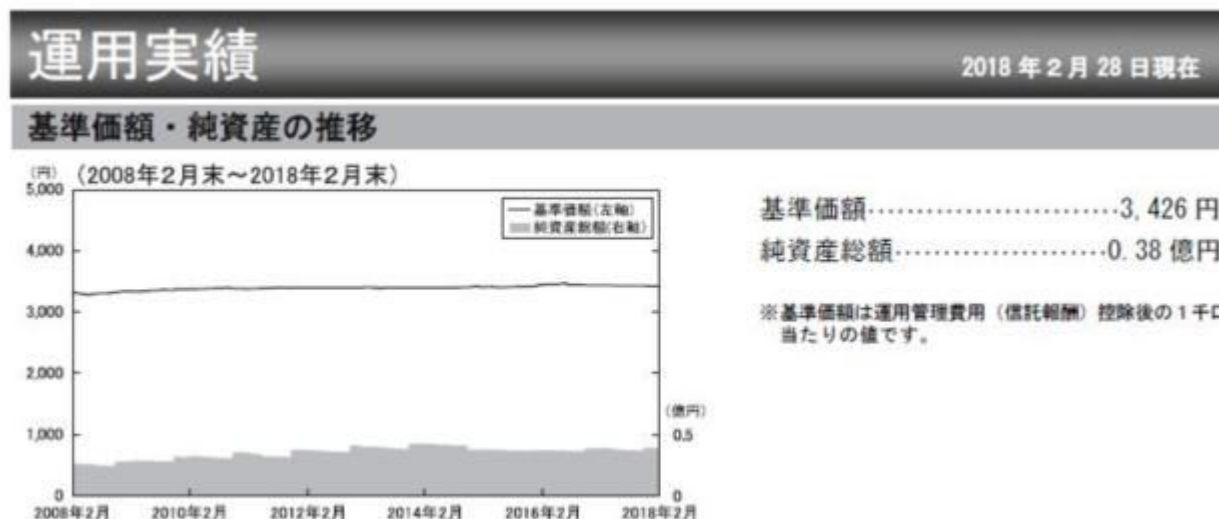 運用実績
2018年2月28日現在
基準価額・純資産の推移
(円) (2008年2月末～2018年2月末)
5,000
4,000
3,000
2,000
1,000
0
基準価額(左軸)
純資産総額(右軸)
(億円)
0.5
0
2008年2月 2010年2月 2012年2月 2014年2月 2016年2月 2018年2月
基準価額‥‥‥‥‥‥‥‥‥‥‥‥‥3,426円
純資産総額‥‥‥‥‥‥‥‥‥‥‥0.38億円
※基準価額は運用管理費用（信託報酬）控除後の1千口
当たりの値です。